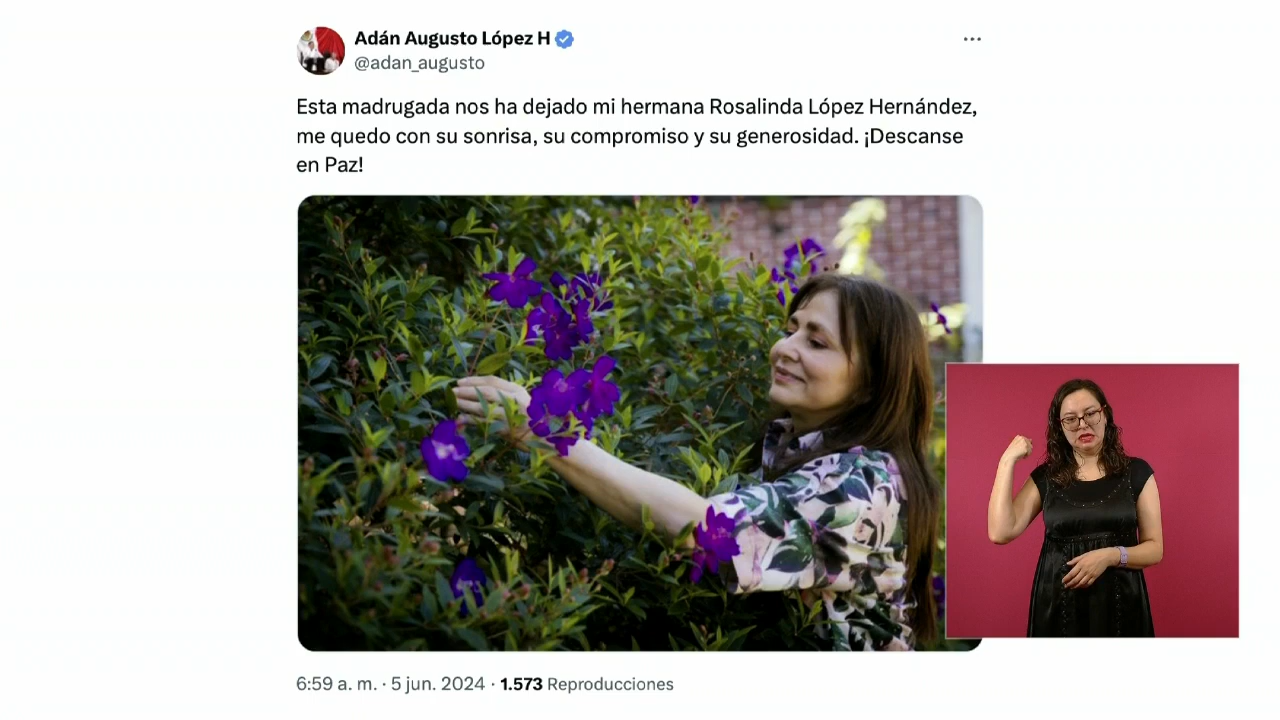 Adán Augusto López H
@adan_augusto
Esta madrugada nos ha dejado mi hermana Rosalinda López Hernández,
me quedo con su sonrisa, su compromiso y su generosidad. ¡Descanse
en Paz!
6:59 a. m. · 5 jun. 2024 · 1.573 Reproducciones